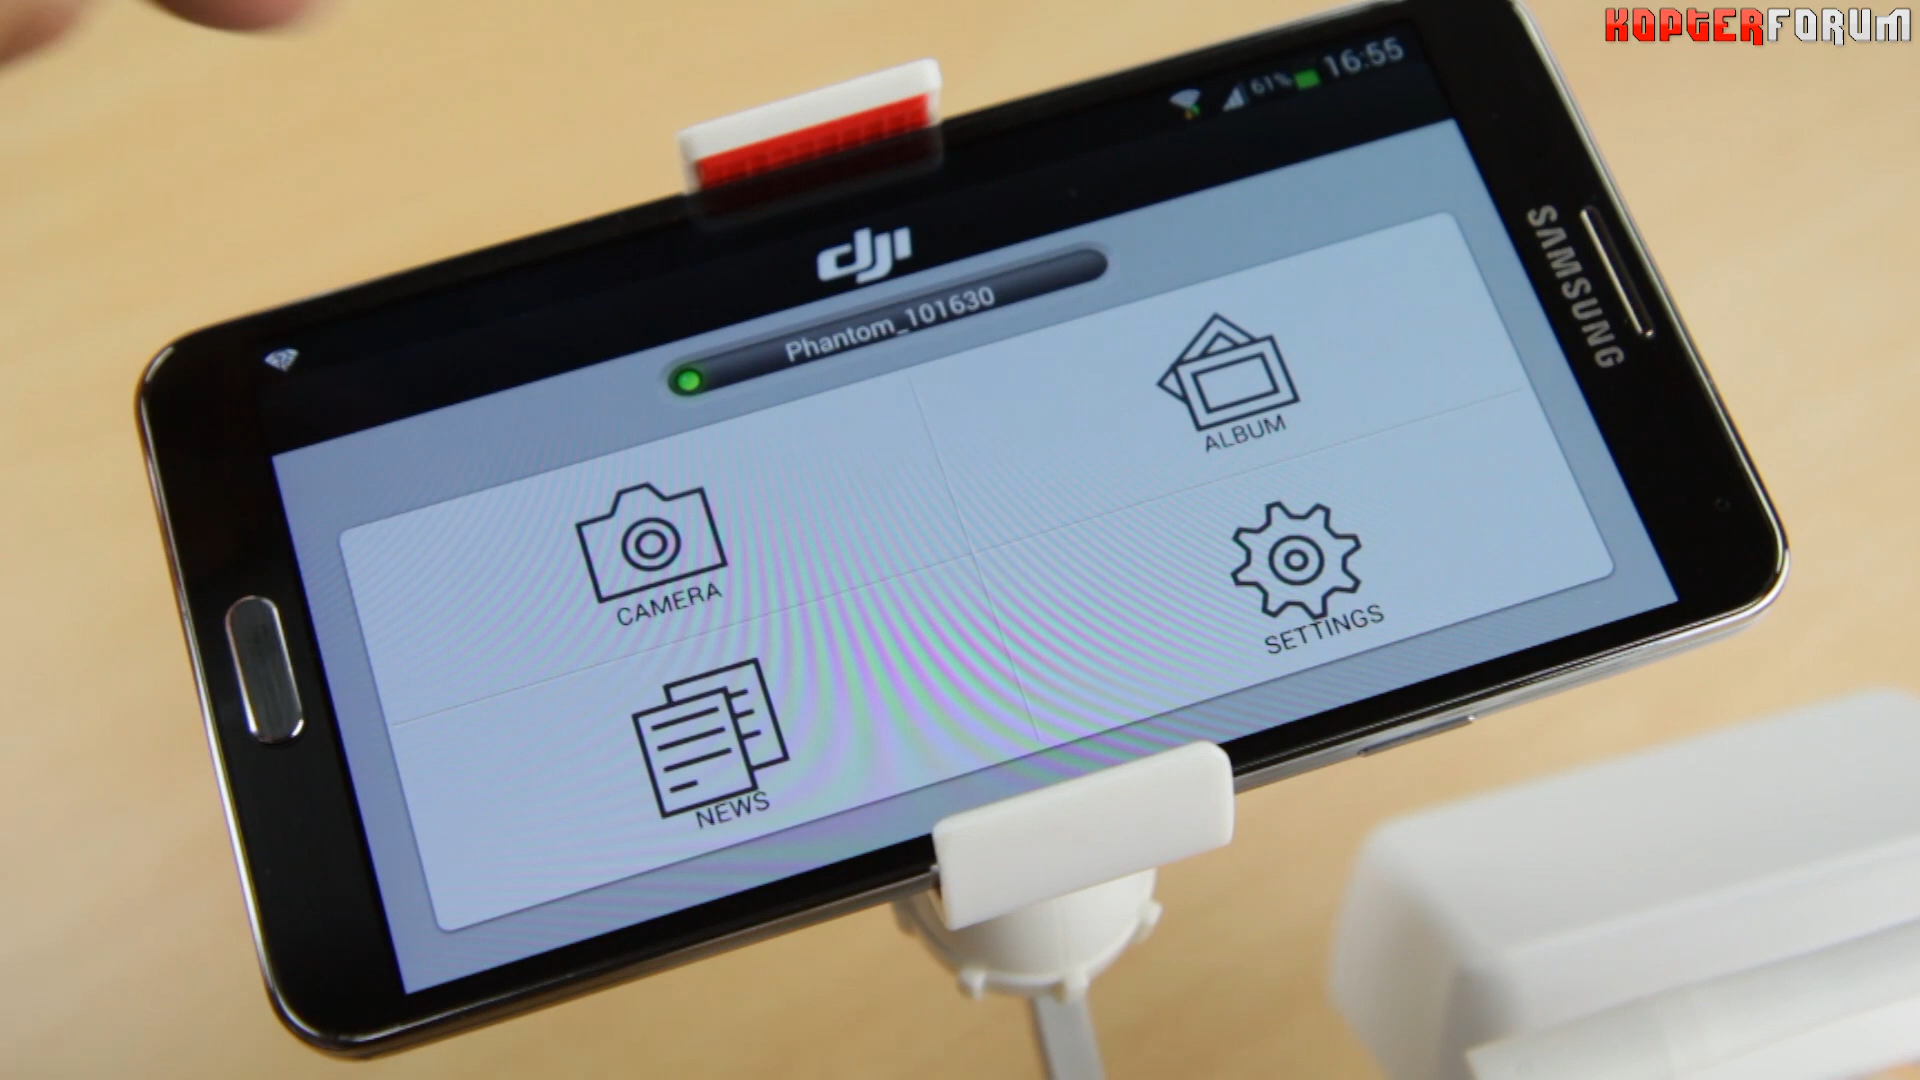 KOPTERFORUM
61% 16:55
dji
Phantom_101630
SAMSUNG
ALBUM
CAMERA
SETTINGS
NEWS